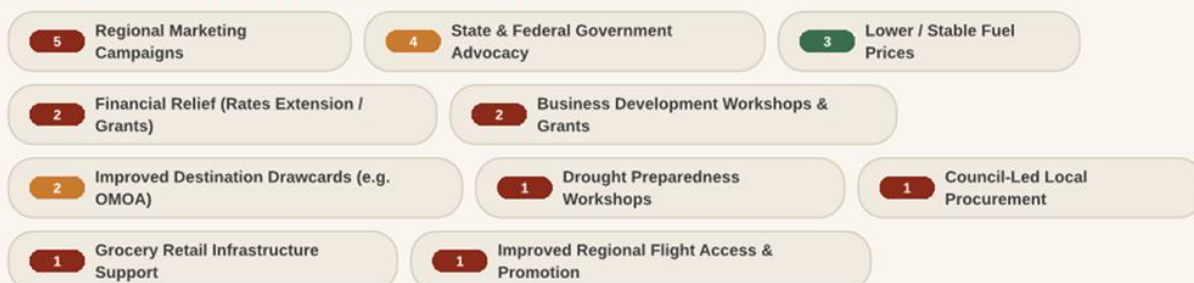 5 Regional Marketing
Campaigns
4 State & Federal Government
Advocacy
3 Lower / Stable Fuel
Prices
2 Financial Relief (Rates Extension /
Grants)
2 Business Development Workshops &
Grants
2 Improved Destination Drawcards (e.g.
OMOA)
1 Drought Preparedness
Workshops
1 Council-Led Local
Procurement
1 Grocery Retail Infrastructure
Support
1 Improved Regional Flight Access &
Promotion